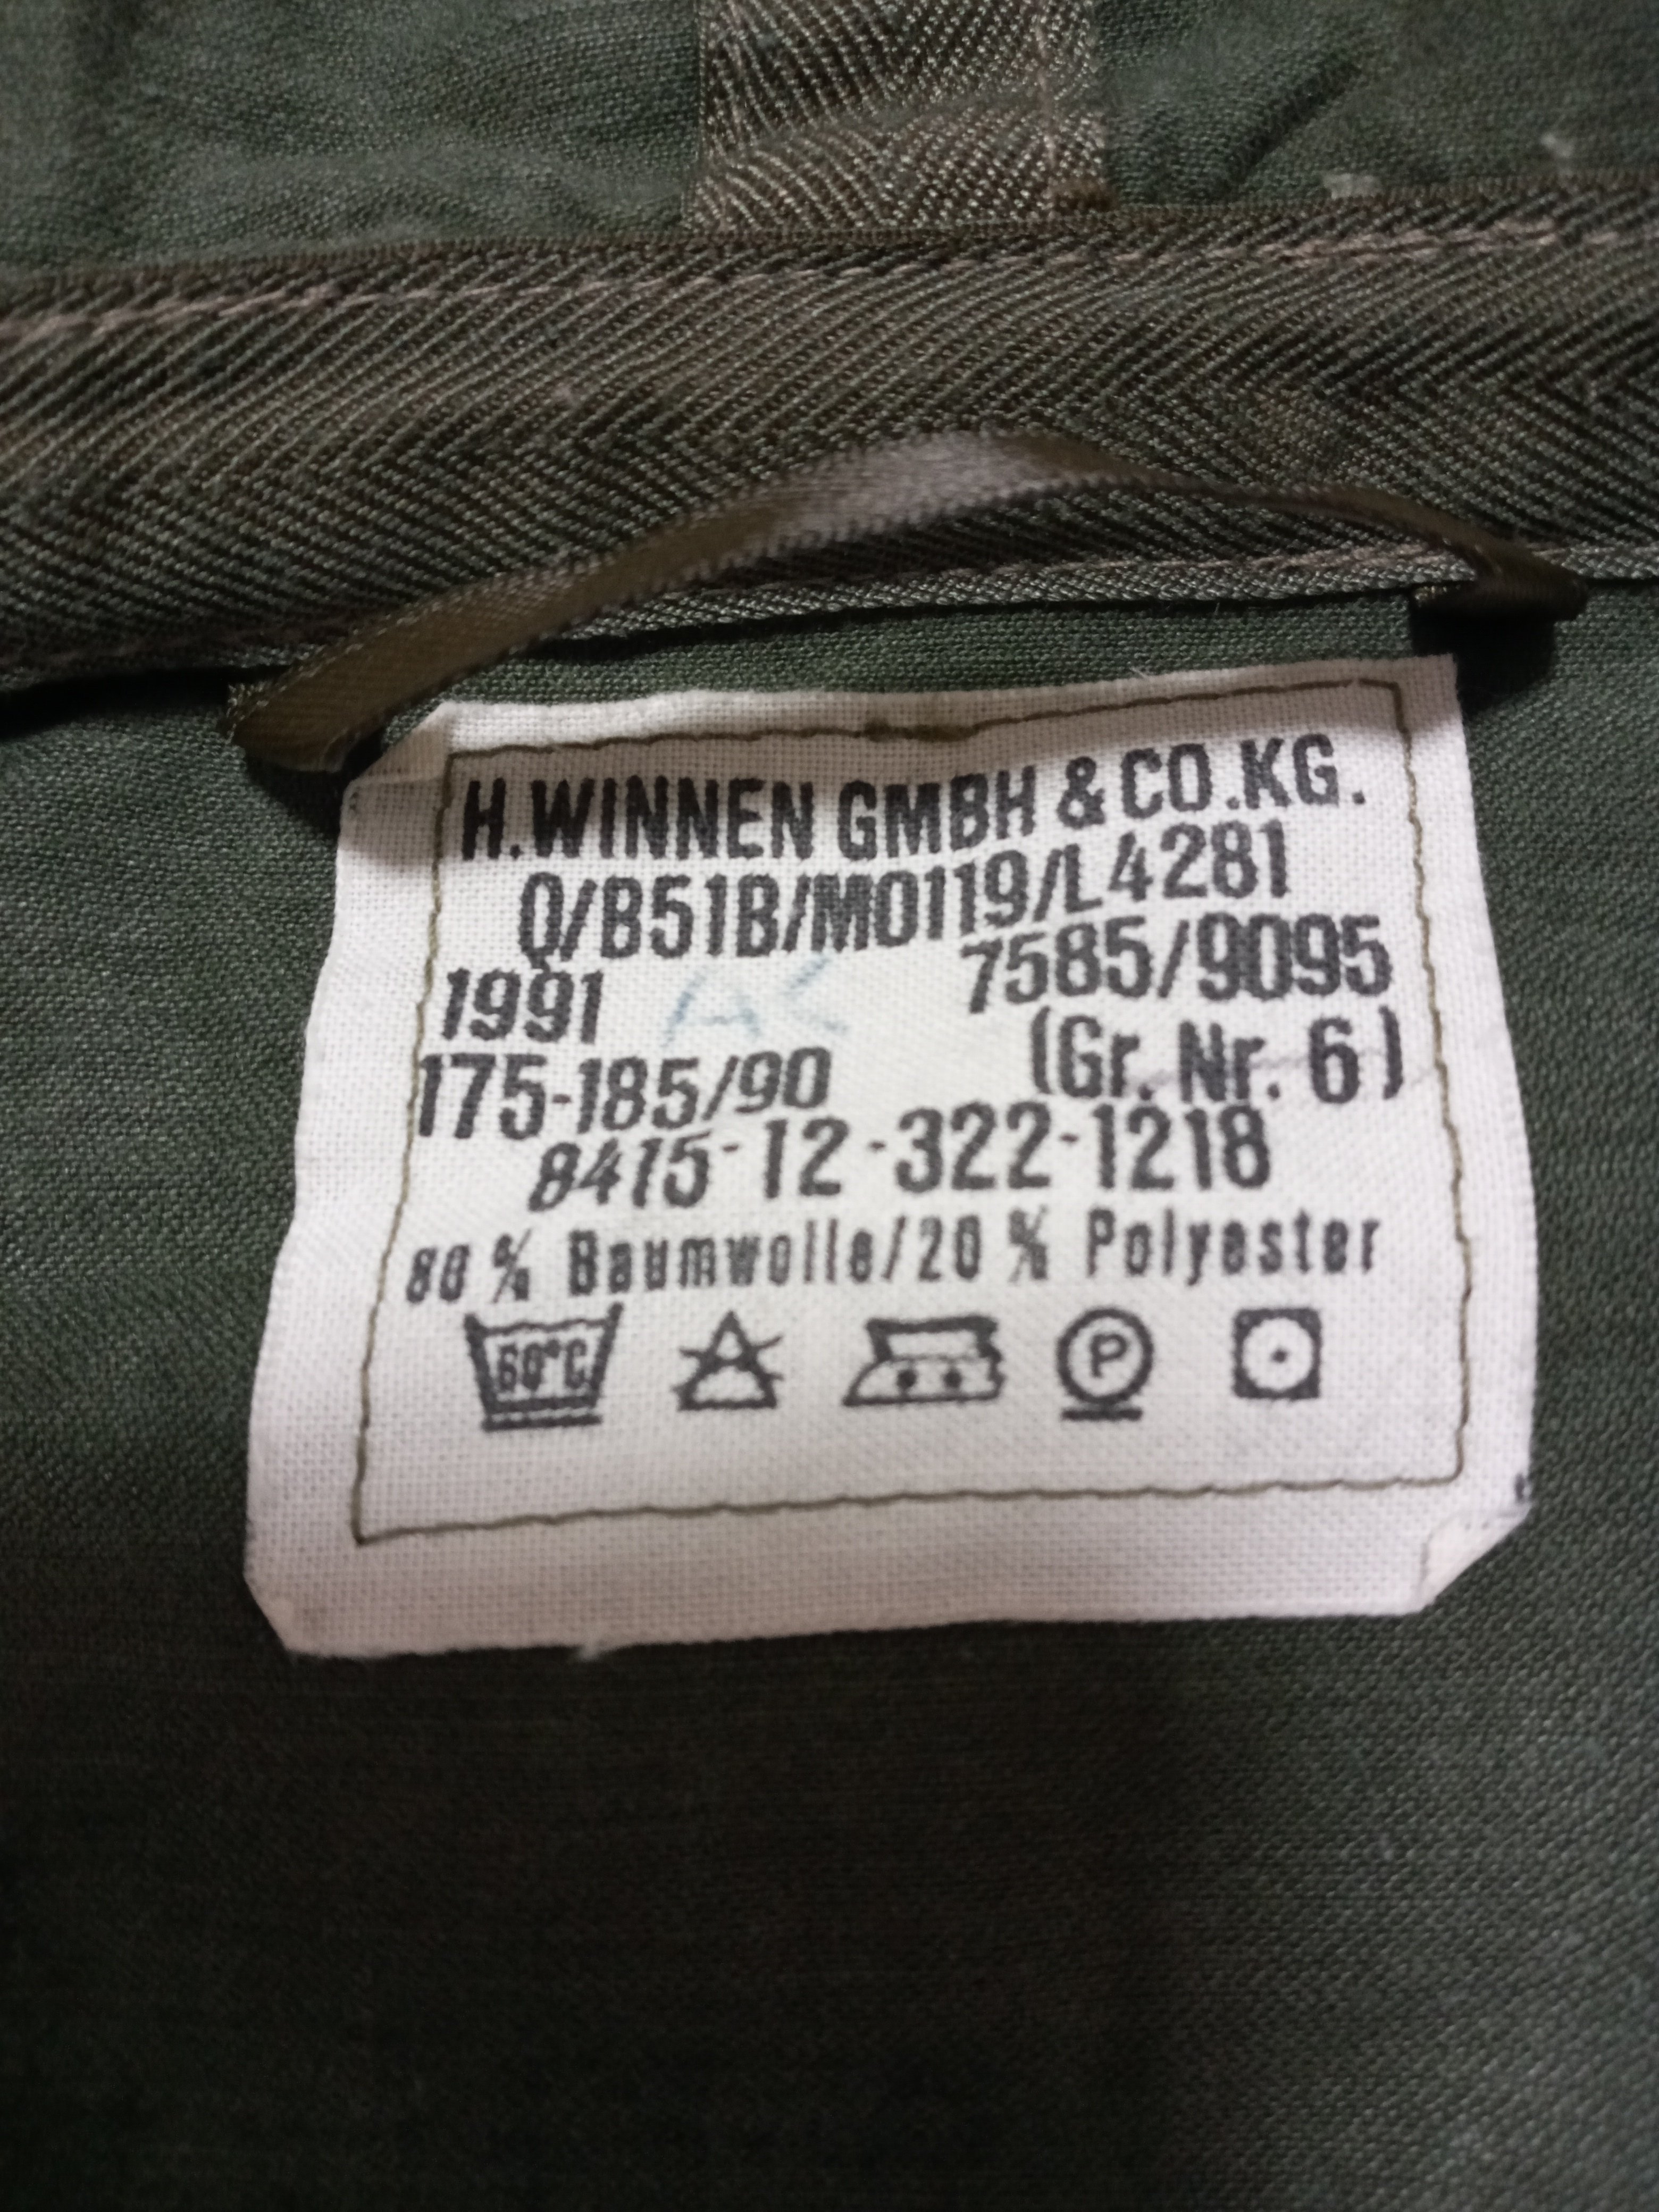 H.WINNEN GMBH & CO.KG.
Q/B51B/M0119/L4281
1991 7585/9095
175-185/90 (Gr. Nr. 6)
8415-12-322-1218
80 % Baumwolle/20 % Polyester
60°C P